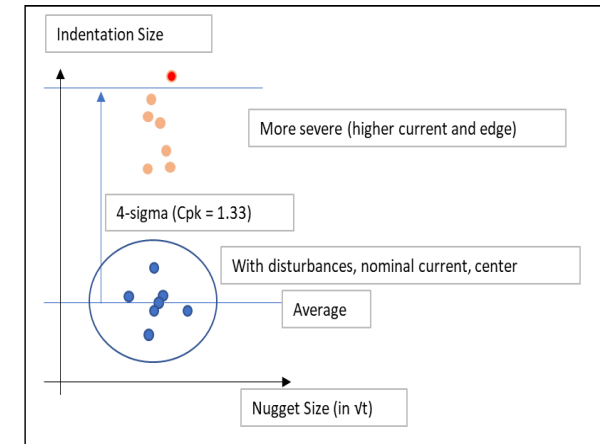 Indentation Size
More severe (higher current and edge)
4-sigma (Cpk = 1.33)
With disturbances, nominal current, center
Average
Nugget Size (in √t)